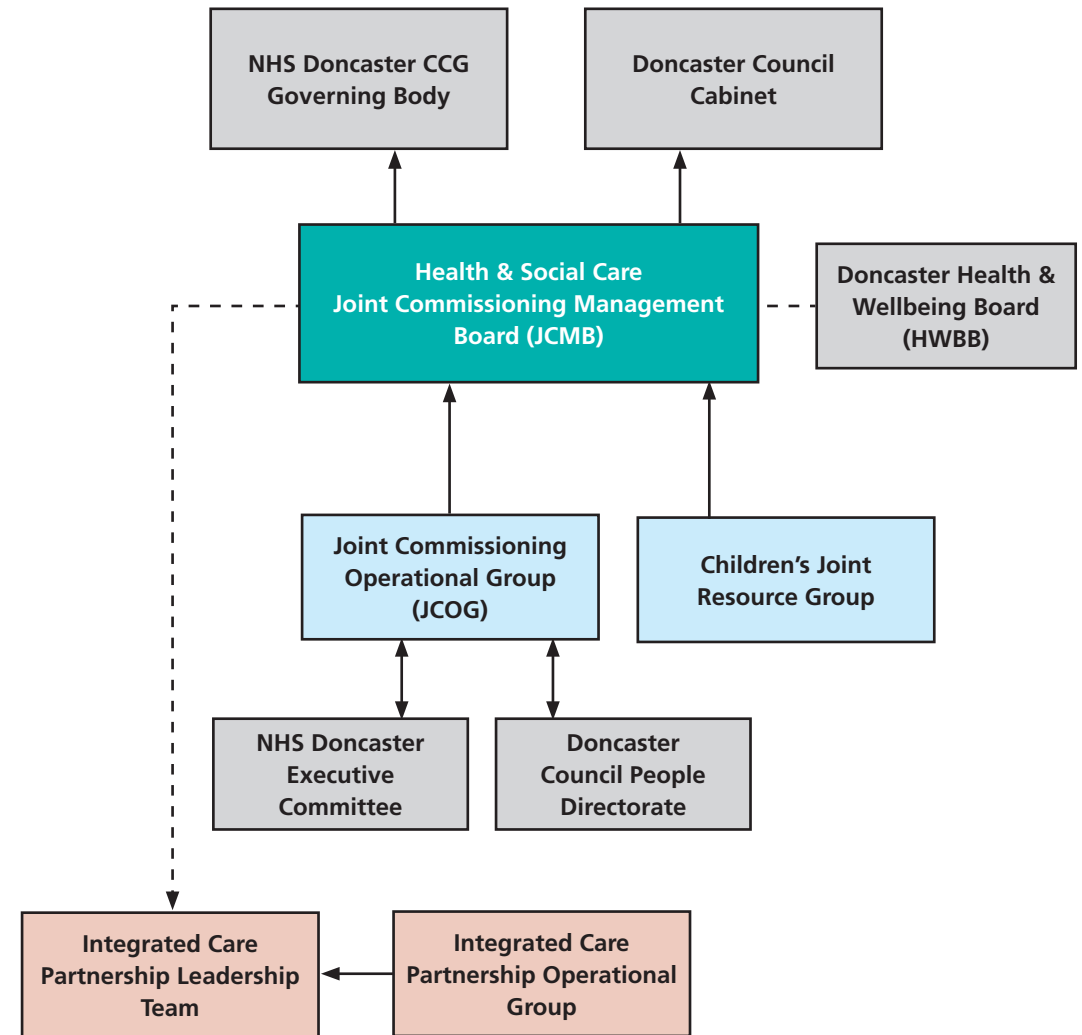 NHS Doncaster CCG
Governing Body
Doncaster Council
Cabinet
Health & Social Care
Joint Commissioning Management
Board (JCMB)
Doncaster Health &
Wellbeing Board
(HWBB)
Joint Commissioning
Operational Group
(JCOG)
Children’s Joint
Resource Group
NHS Doncaster
Executive
Committee
Doncaster
Council People
Directorate
Integrated Care
Partnership Leadership
Team
Integrated Care
Partnership Operational
Group